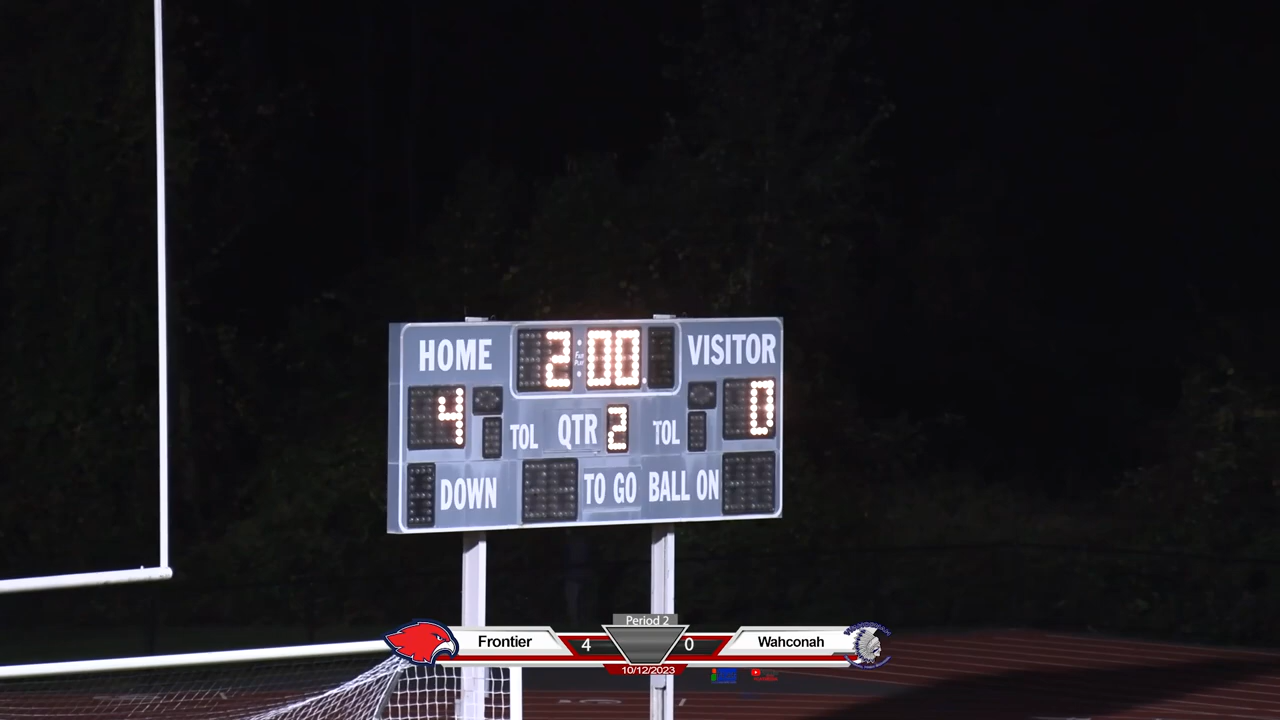 HOME 2:00 VISITOR
4 0
TOL QTR 2 TOL
DOWN TO GO BALL ON
Period 2
Frontier 4 0 Wahconah
10/12/2023